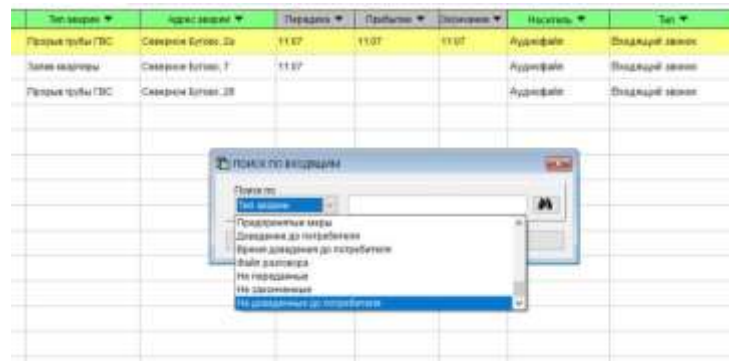 Тип аварии Адрес аварии Передано Прибытие Окончание Носитель Тип
Прорыв трубы ГВС Северное Бутово, 2а 11:07 11:07 11:07 Аудиофайл Входящий звонок
Залив квартиры Северное Бутово, 7 11:07 Аудиофайл Входящий звонок
Прорыв трубы ГВС Северное Бутово, 28 Аудиофайл Входящий звонок
ПОИСК ПО ВХОДЯЩИМ
Поиск по
Тип аварии
Предпринятые меры
Доведение до потребителя
Время доведения до потребителя
Файл разговора
Не переданные
Не законченные
Не доведенные до потребителя